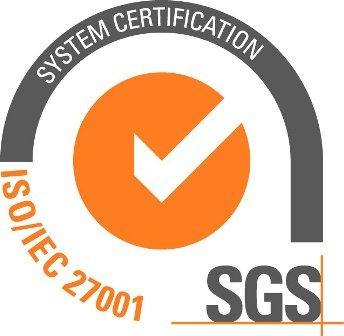 SYSTEM CERTIFICATION
ISO/IEC 27001
SGS